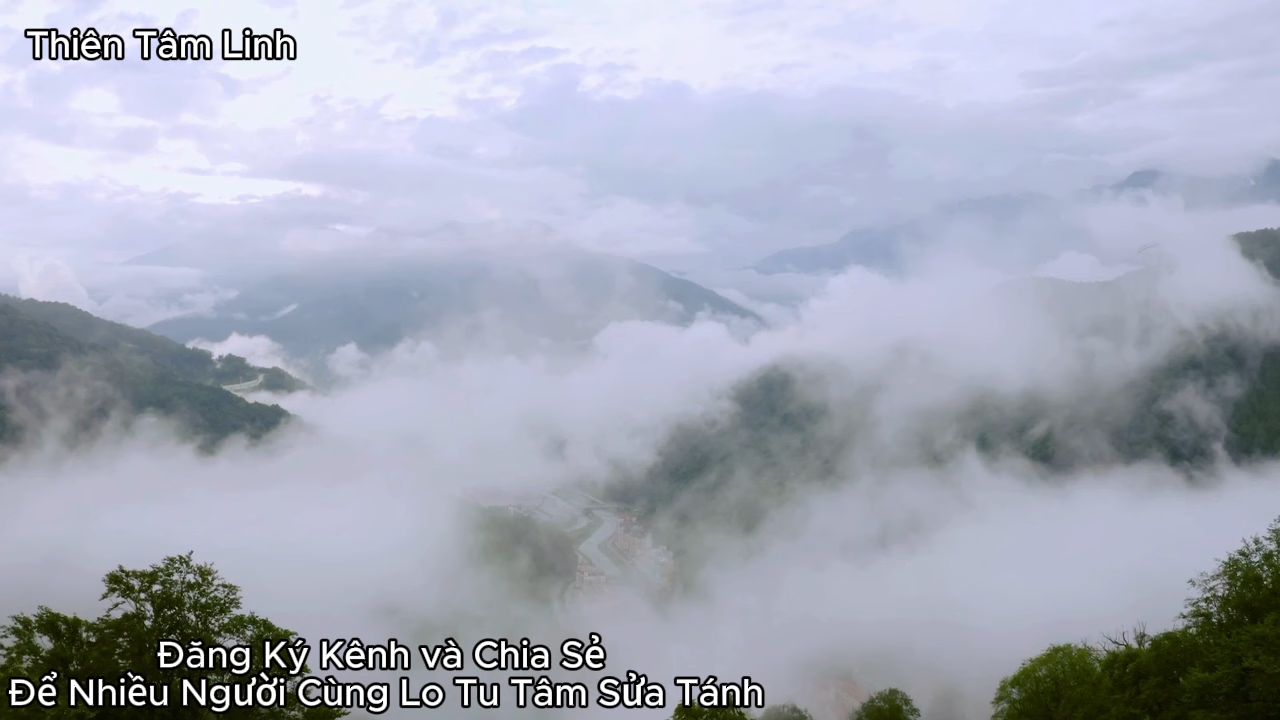 Thiên Tâm Linh
Đăng Ký Kênh và Chia Sẻ
Để Nhiều Người Cùng Lo Tu Tâm Sửa Tánh